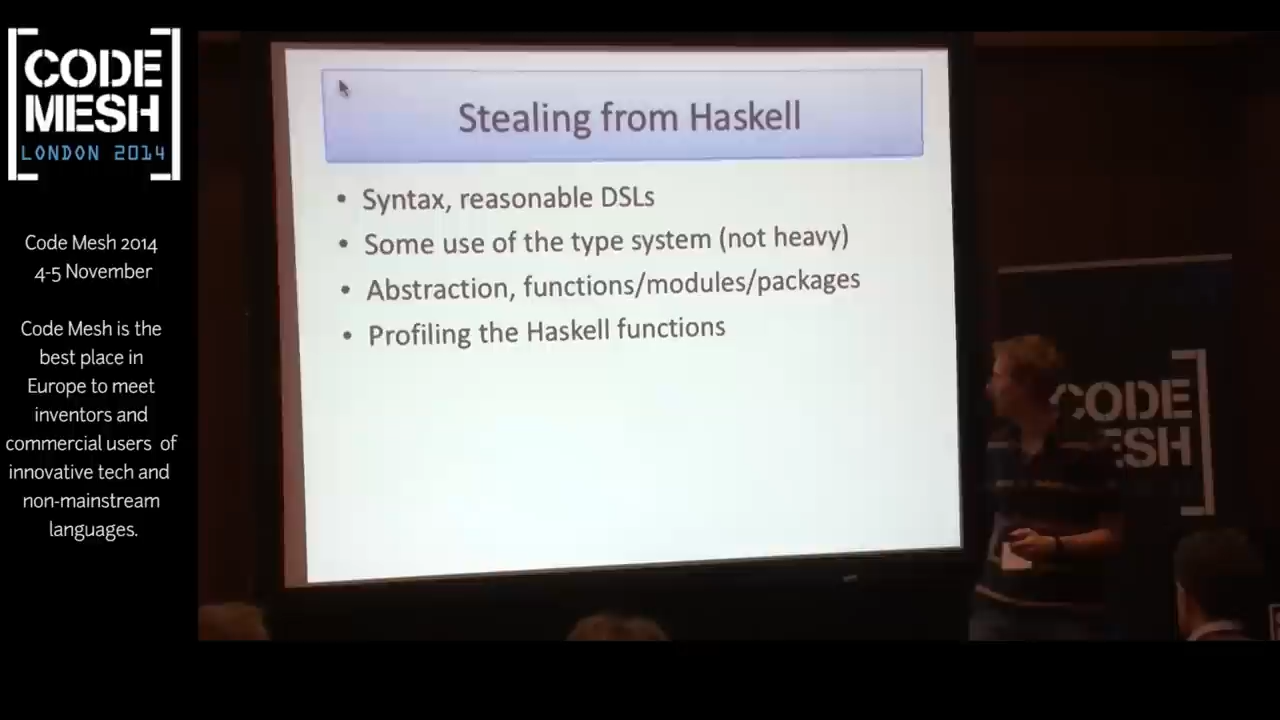 CODE
MESH
LONDON 2014
Code Mesh 2014
4-5 November
Code Mesh is the
best place in
Europe to meet
inventors and
commercial users of
innovative tech and
non-mainstream
languages.
Stealing from Haskell
• Syntax, reasonable DSLs
• Some use of the type system (not heavy)
• Abstraction, functions/modules/packages
• Profiling the Haskell functions
CODE
ESH